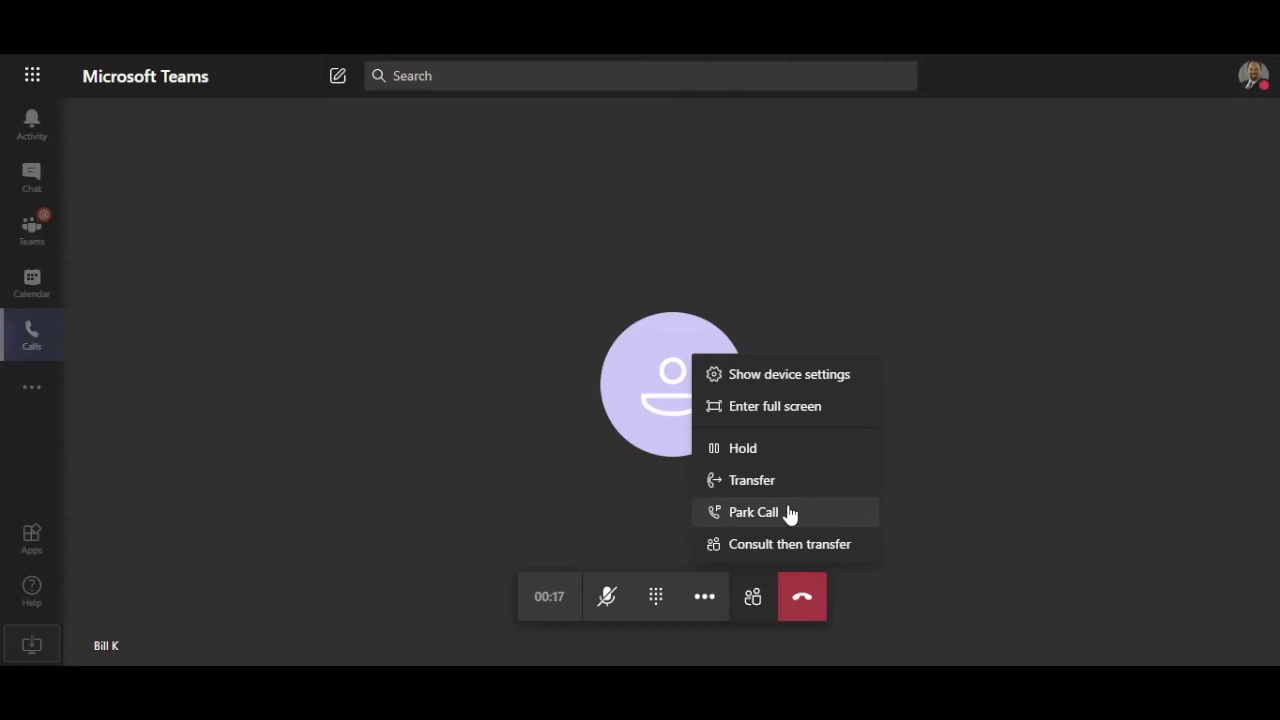 Microsoft Teams
Search
Activity
Chat
@
Teams
Calendar
Calls
Show device settings
Enter full screen
Hold
Transfer
Park Call
Consult then transfer
Apps
Help
00:17
Bill K